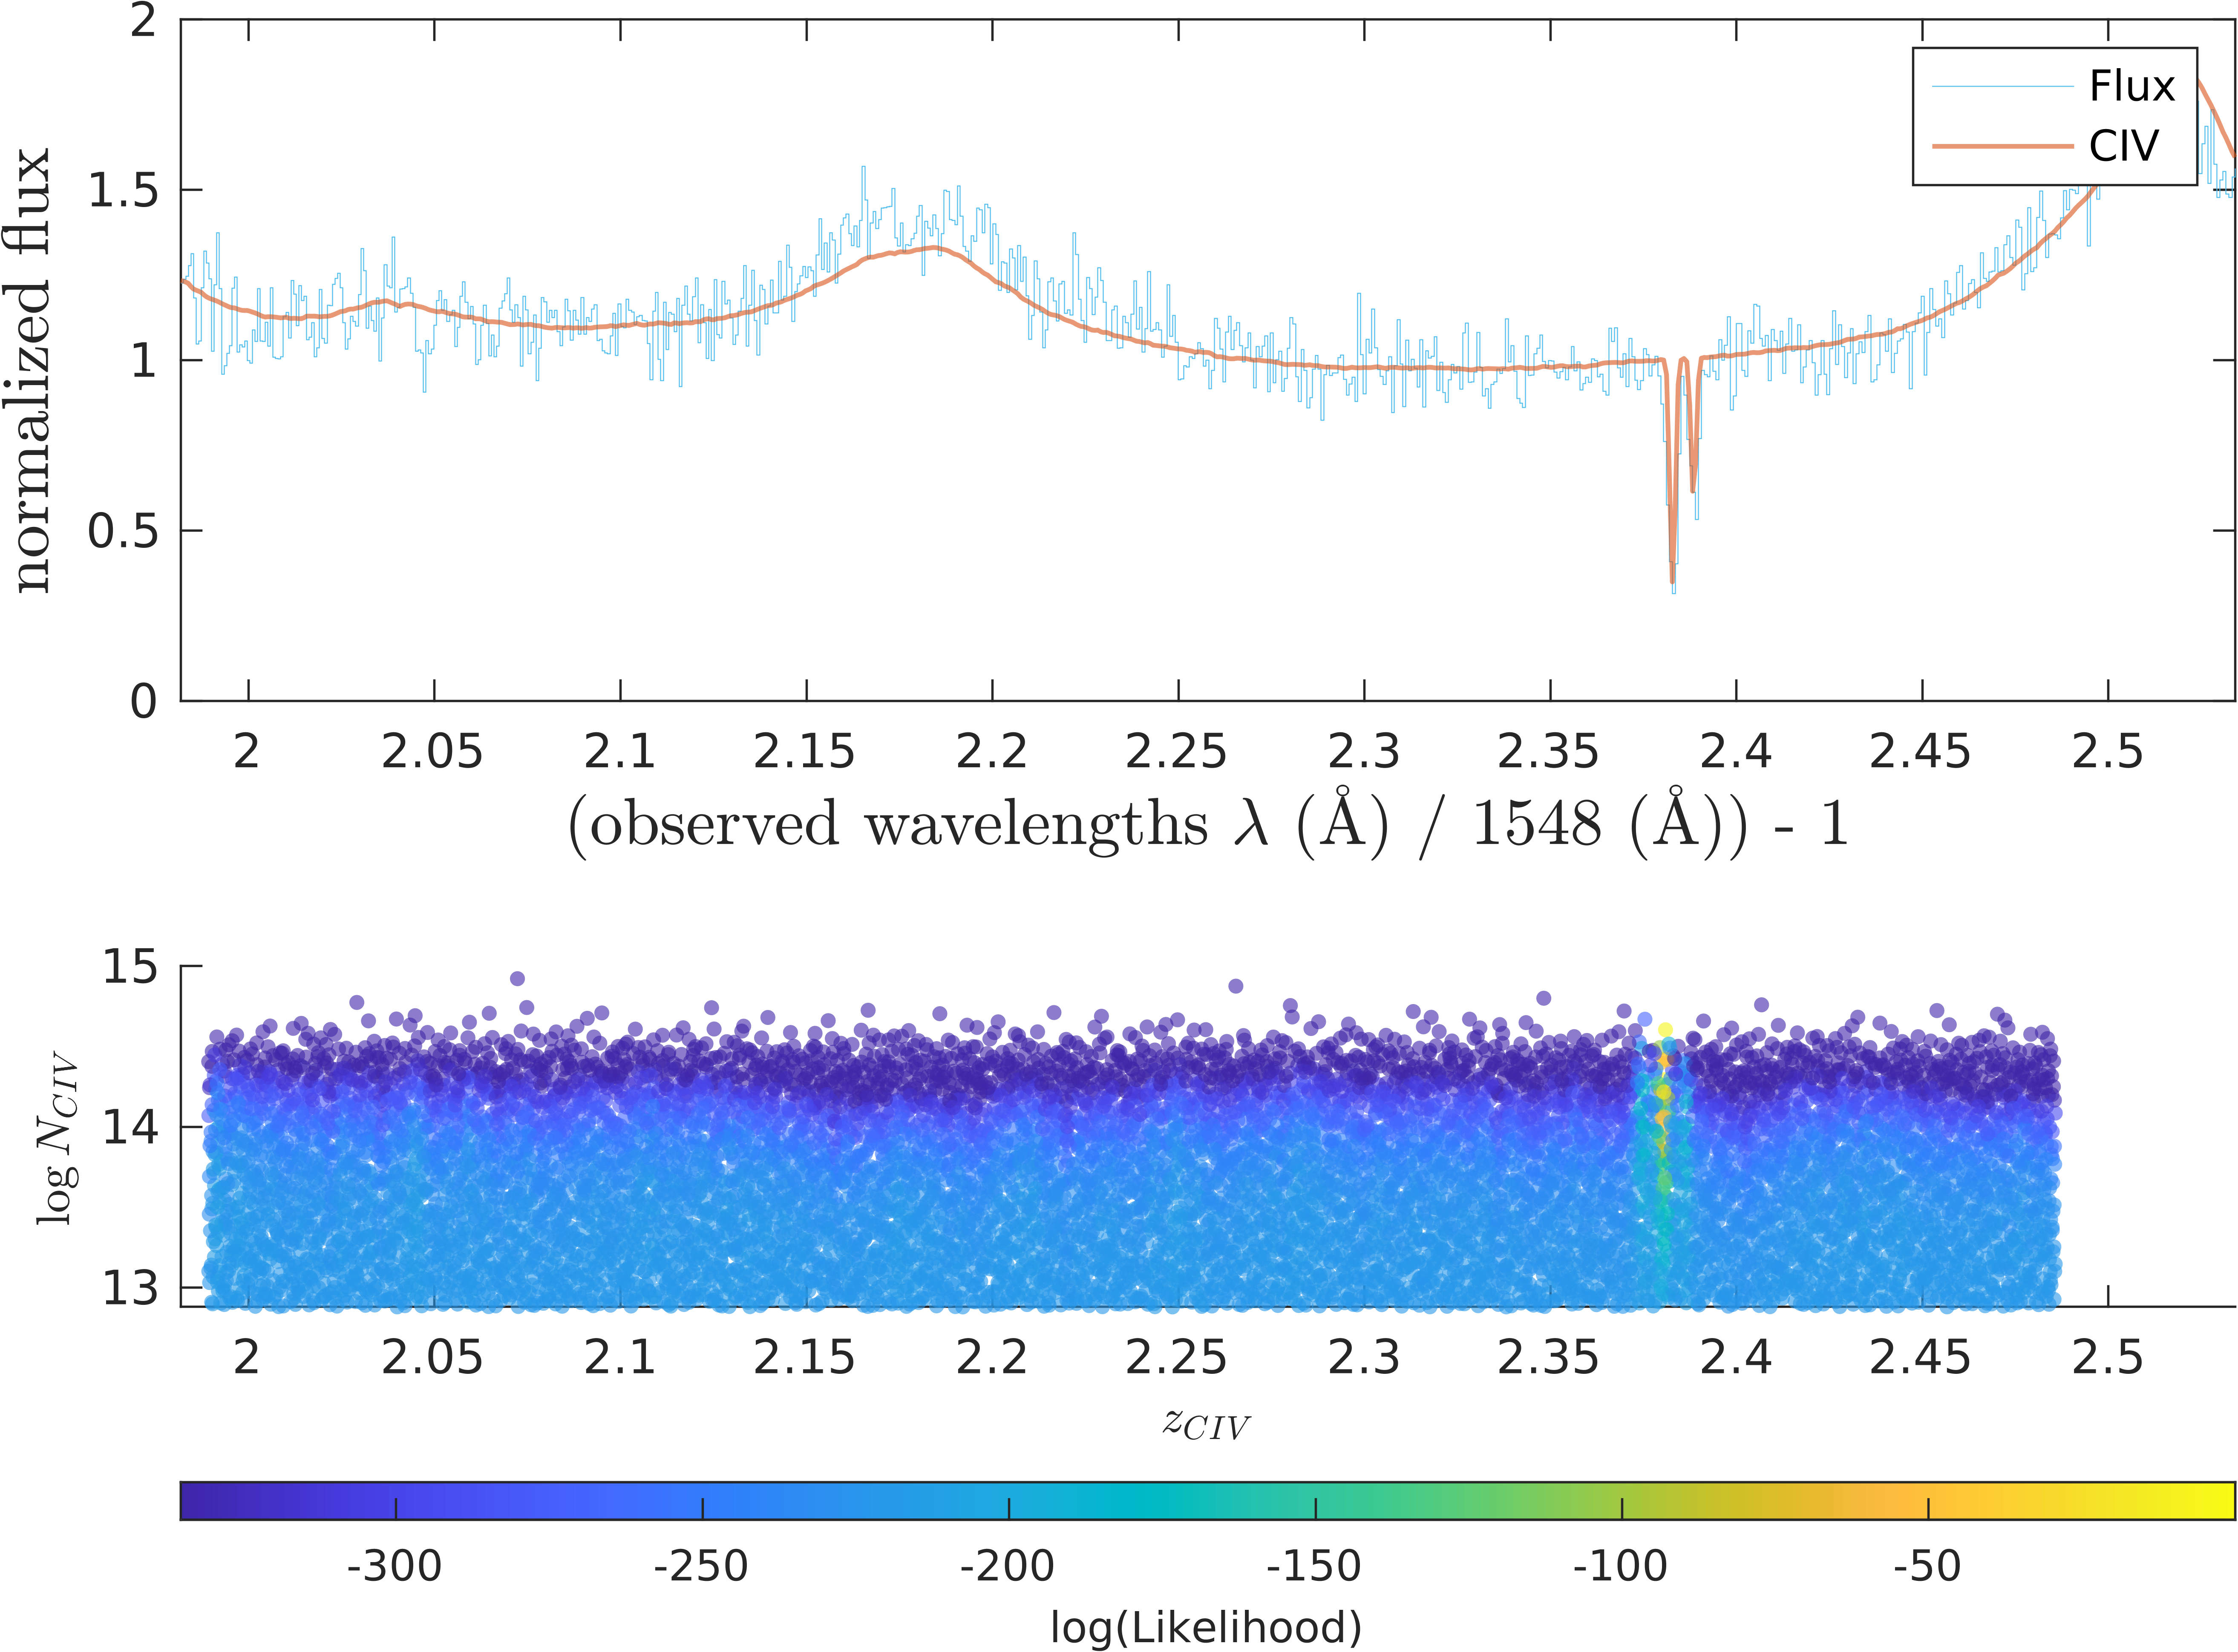 2
1.5
1
0.5
0
normalized flux
Flux
CIV
2 2.05 2.1 2.15 2.2 2.25 2.3 2.35 2.4 2.45 2.5
(observed wavelengths λ (Å) / 1548 (Å)) - 1
15
14
13
log N_CIV
2 2.05 2.1 2.15 2.2 2.25 2.3 2.35 2.4 2.45 2.5
z_CIV
-300 -250 -200 -150 -100 -50
log(Likelihood)